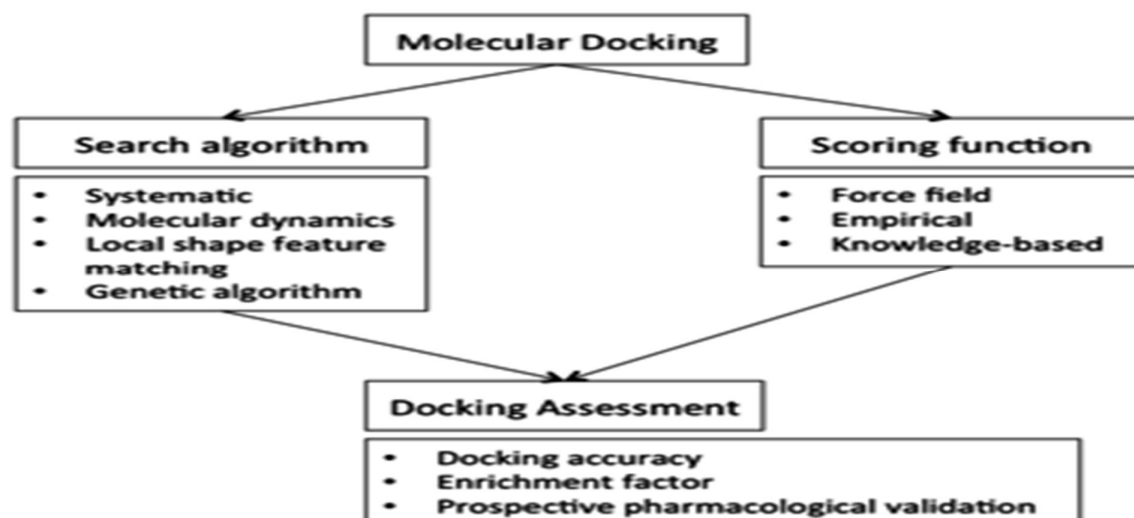 Molecular Docking
Search algorithm
• Systematic
• Molecular dynamics
• Local shape feature
matching
• Genetic algorithm
Scoring function
• Force field
• Empirical
• Knowledge-based
Docking Assessment
• Docking accuracy
• Enrichment factor
• Prospective pharmacological validation